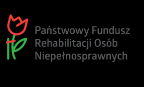 Państwowy Fundusz
Rehabilitacji Osób
Niepełnosprawnych